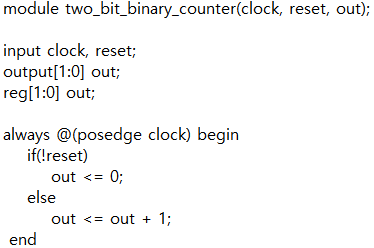 module two_bit_binary_counter(clock, reset, out);
input clock, reset;
output[1:0] out;
reg[1:0] out;
always @(posedge clock) begin
if(!reset)
out <= 0;
else
out <= out + 1;
end